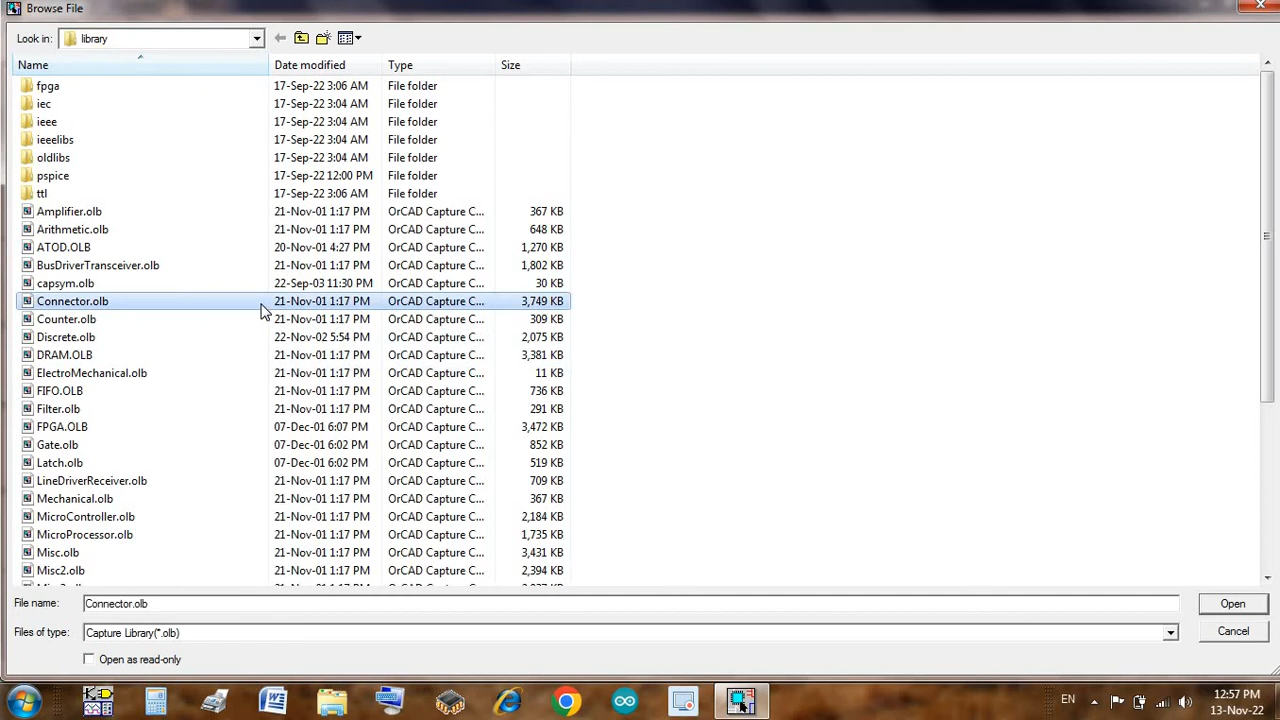 Browse File
Look in: library
Name Date modified Type Size
fpga 17-Sep-22 3:06 AM File folder
iec 17-Sep-22 3:04 AM File folder
ieee 17-Sep-22 3:04 AM File folder
ieeelibs 17-Sep-22 3:04 AM File folder
oldlibs 17-Sep-22 3:04 AM File folder
pspice 17-Sep-22 12:00 PM File folder
ttl 17-Sep-22 3:06 AM File folder
Amplifier.olb 21-Nov-01 1:17 PM OrCAD Capture C... 367 KB
Arithmetic.olb 21-Nov-01 1:17 PM OrCAD Capture C... 648 KB
ATOD.OLB 20-Nov-01 4:27 PM OrCAD Capture C... 1,270 KB
BusDriverTransceiver.olb 21-Nov-01 1:17 PM OrCAD Capture C... 1,802 KB
capsym.olb 22-Sep-03 11:30 PM OrCAD Capture C... 30 KB
Connector.olb 21-Nov-01 1:17 PM OrCAD Capture C... 3,749 KB
Counter.olb 21-Nov-01 1:17 PM OrCAD Capture C... 309 KB
Discrete.olb 22-Nov-02 5:54 PM OrCAD Capture C... 2,075 KB
DRAM.OLB 21-Nov-01 1:17 PM OrCAD Capture C... 3,381 KB
ElectroMechanical.olb 21-Nov-01 1:17 PM OrCAD Capture C... 11 KB
FIFO.OLB 21-Nov-01 1:17 PM OrCAD Capture C... 736 KB
Filter.olb 21-Nov-01 1:17 PM OrCAD Capture C... 291 KB
FPGA.OLB 07-Dec-01 6:07 PM OrCAD Capture C... 3,472 KB
Gate.olb 07-Dec-01 6:02 PM OrCAD Capture C... 852 KB
Latch.olb 07-Dec-01 6:02 PM OrCAD Capture C... 519 KB
LineDriverReceiver.olb 21-Nov-01 1:17 PM OrCAD Capture C... 709 KB
Mechanical.olb 21-Nov-01 1:17 PM OrCAD Capture C... 367 KB
MicroController.olb 21-Nov-01 1:17 PM OrCAD Capture C... 2,184 KB
MicroProcessor.olb 21-Nov-01 1:17 PM OrCAD Capture C... 1,735 KB
Misc.olb 21-Nov-01 1:17 PM OrCAD Capture C... 3,431 KB
Misc2.olb 21-Nov-01 1:17 PM OrCAD Capture C... 2,394 KB
File name: Connector.olb Open
Files of type: Capture Library(*.olb) Cancel
Open as read-only
EN 12:57 PM
13-Nov-22